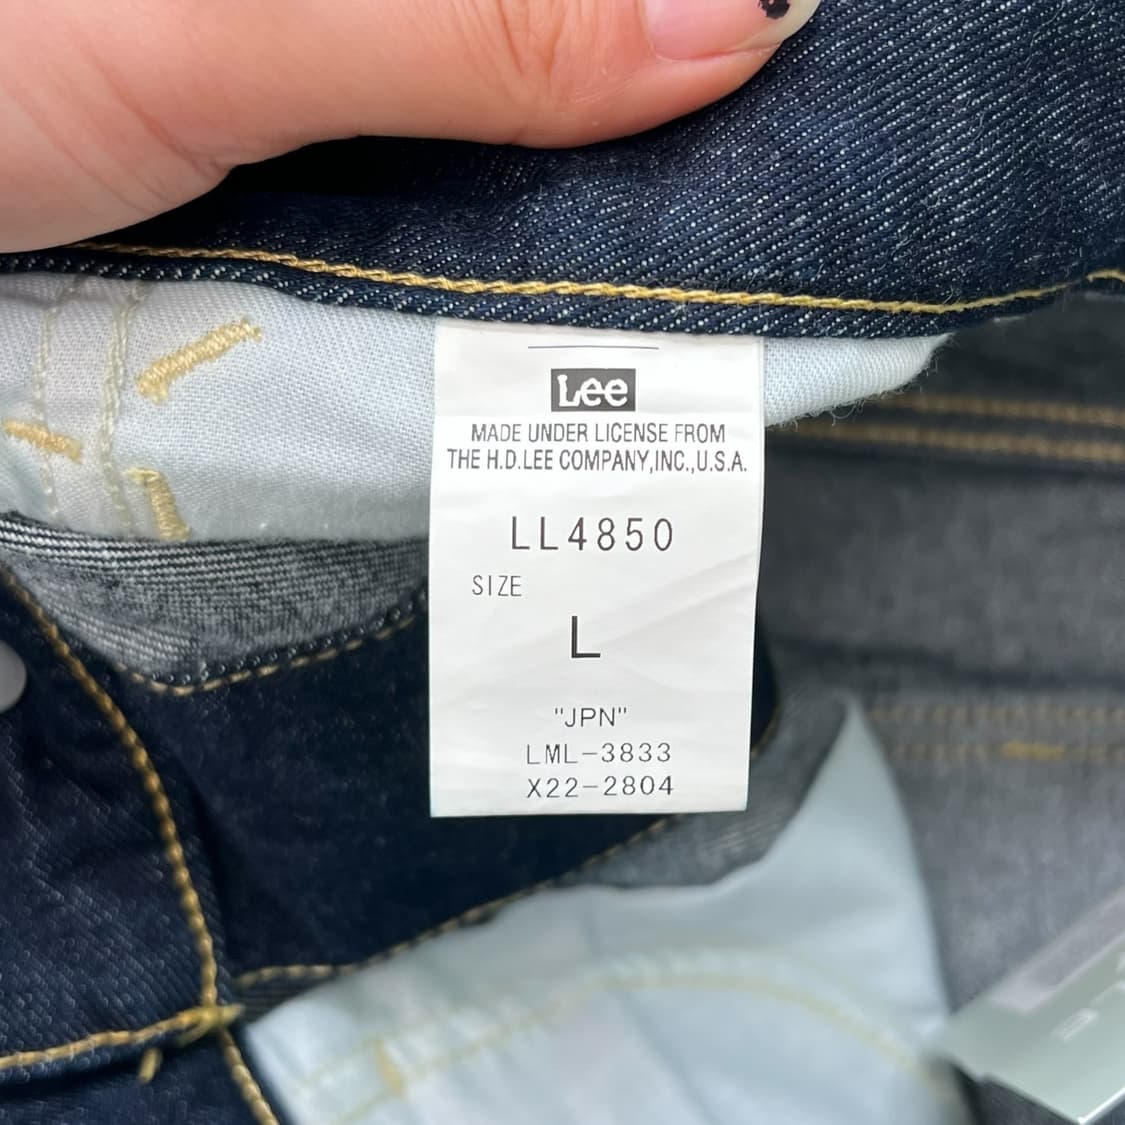 Lee
MADE UNDER LICENSE FROM
THE H.D.LEE COMPANY,INC.,U.S.A.
LL4850
SIZE
L
"JPN"
LML-3833
X22-2804